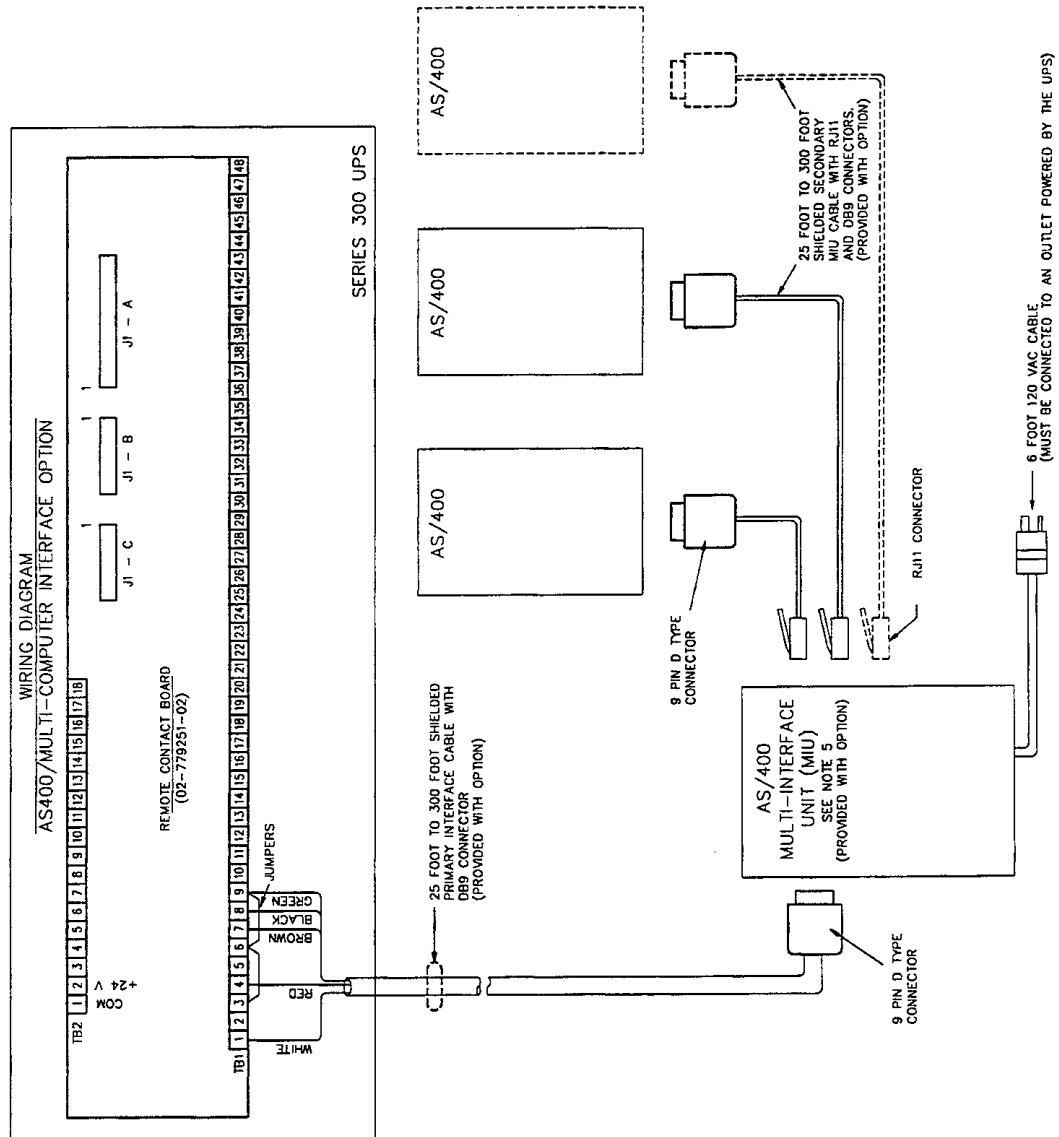 WIRING DIAGRAM
AS400/MULTI-COMPUTER INTERFACE OPTION
TB2
1 2 3 4 5 6 7 8 9 10 11 12 13 14 15 16 17 18
COM
+24 V
J1 - C
1
J1 - B
1
J1 - A
1
REMOTE CONTACT BOARD
(02-779251-02)
TB1
1 2 3 4 5 6 7 8 9 10 11 12 13 14 15 16 17 18 19 20 21 22 23 24 25 26 27 28 29 30 31 32 33 34 35 36 37 38 39 40 41 42 43 44 45 46 47 48
WHITE
RED
BROWN
BLACK
GREEN
JUMPERS
SERIES 300 UPS
25 FOOT TO 300 FOOT SHIELDED
PRIMARY INTERFACE CABLE WITH
DB9 CONNECTOR
(PROVIDED WITH OPTION)
AS/400
AS/400
AS/400
9 PIN D TYPE
CONNECTOR
25 FOOT TO 300 FOOT
SHIELDED SECONDARY
MIU CABLE WITH RJ11
AND DB9 CONNECTORS.
(PROVIDED WITH OPTION)
RJ11 CONNECTOR
AS/400
MULTI-INTERFACE
UNIT (MIU)
SEE NOTE 5
(PROVIDED WITH OPTION)
9 PIN D TYPE
CONNECTOR
6 FOOT 120 VAC CABLE
(MUST BE CONNECTED TO AN OUTLET POWERED BY THE UPS)